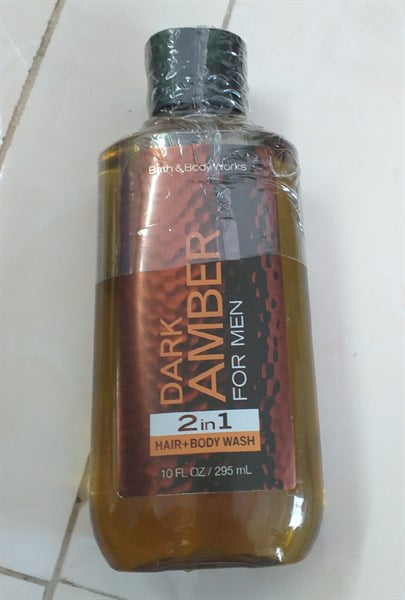 Bath & Body Works
DARK
AMBER
FOR MEN
2 in 1
HAIR+BODY WASH
10 FL OZ / 295 mL